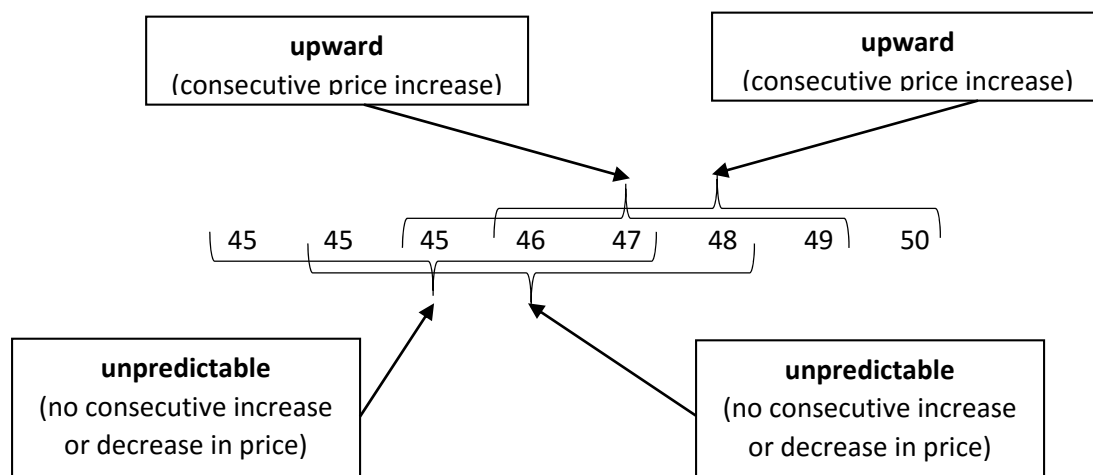 upward
(consecutive price increase)
upward
(consecutive price increase)
45 45 45 46 47 48 49 50
unpredictable
(no consecutive increase
or decrease in price)
unpredictable
(no consecutive increase
or decrease in price)